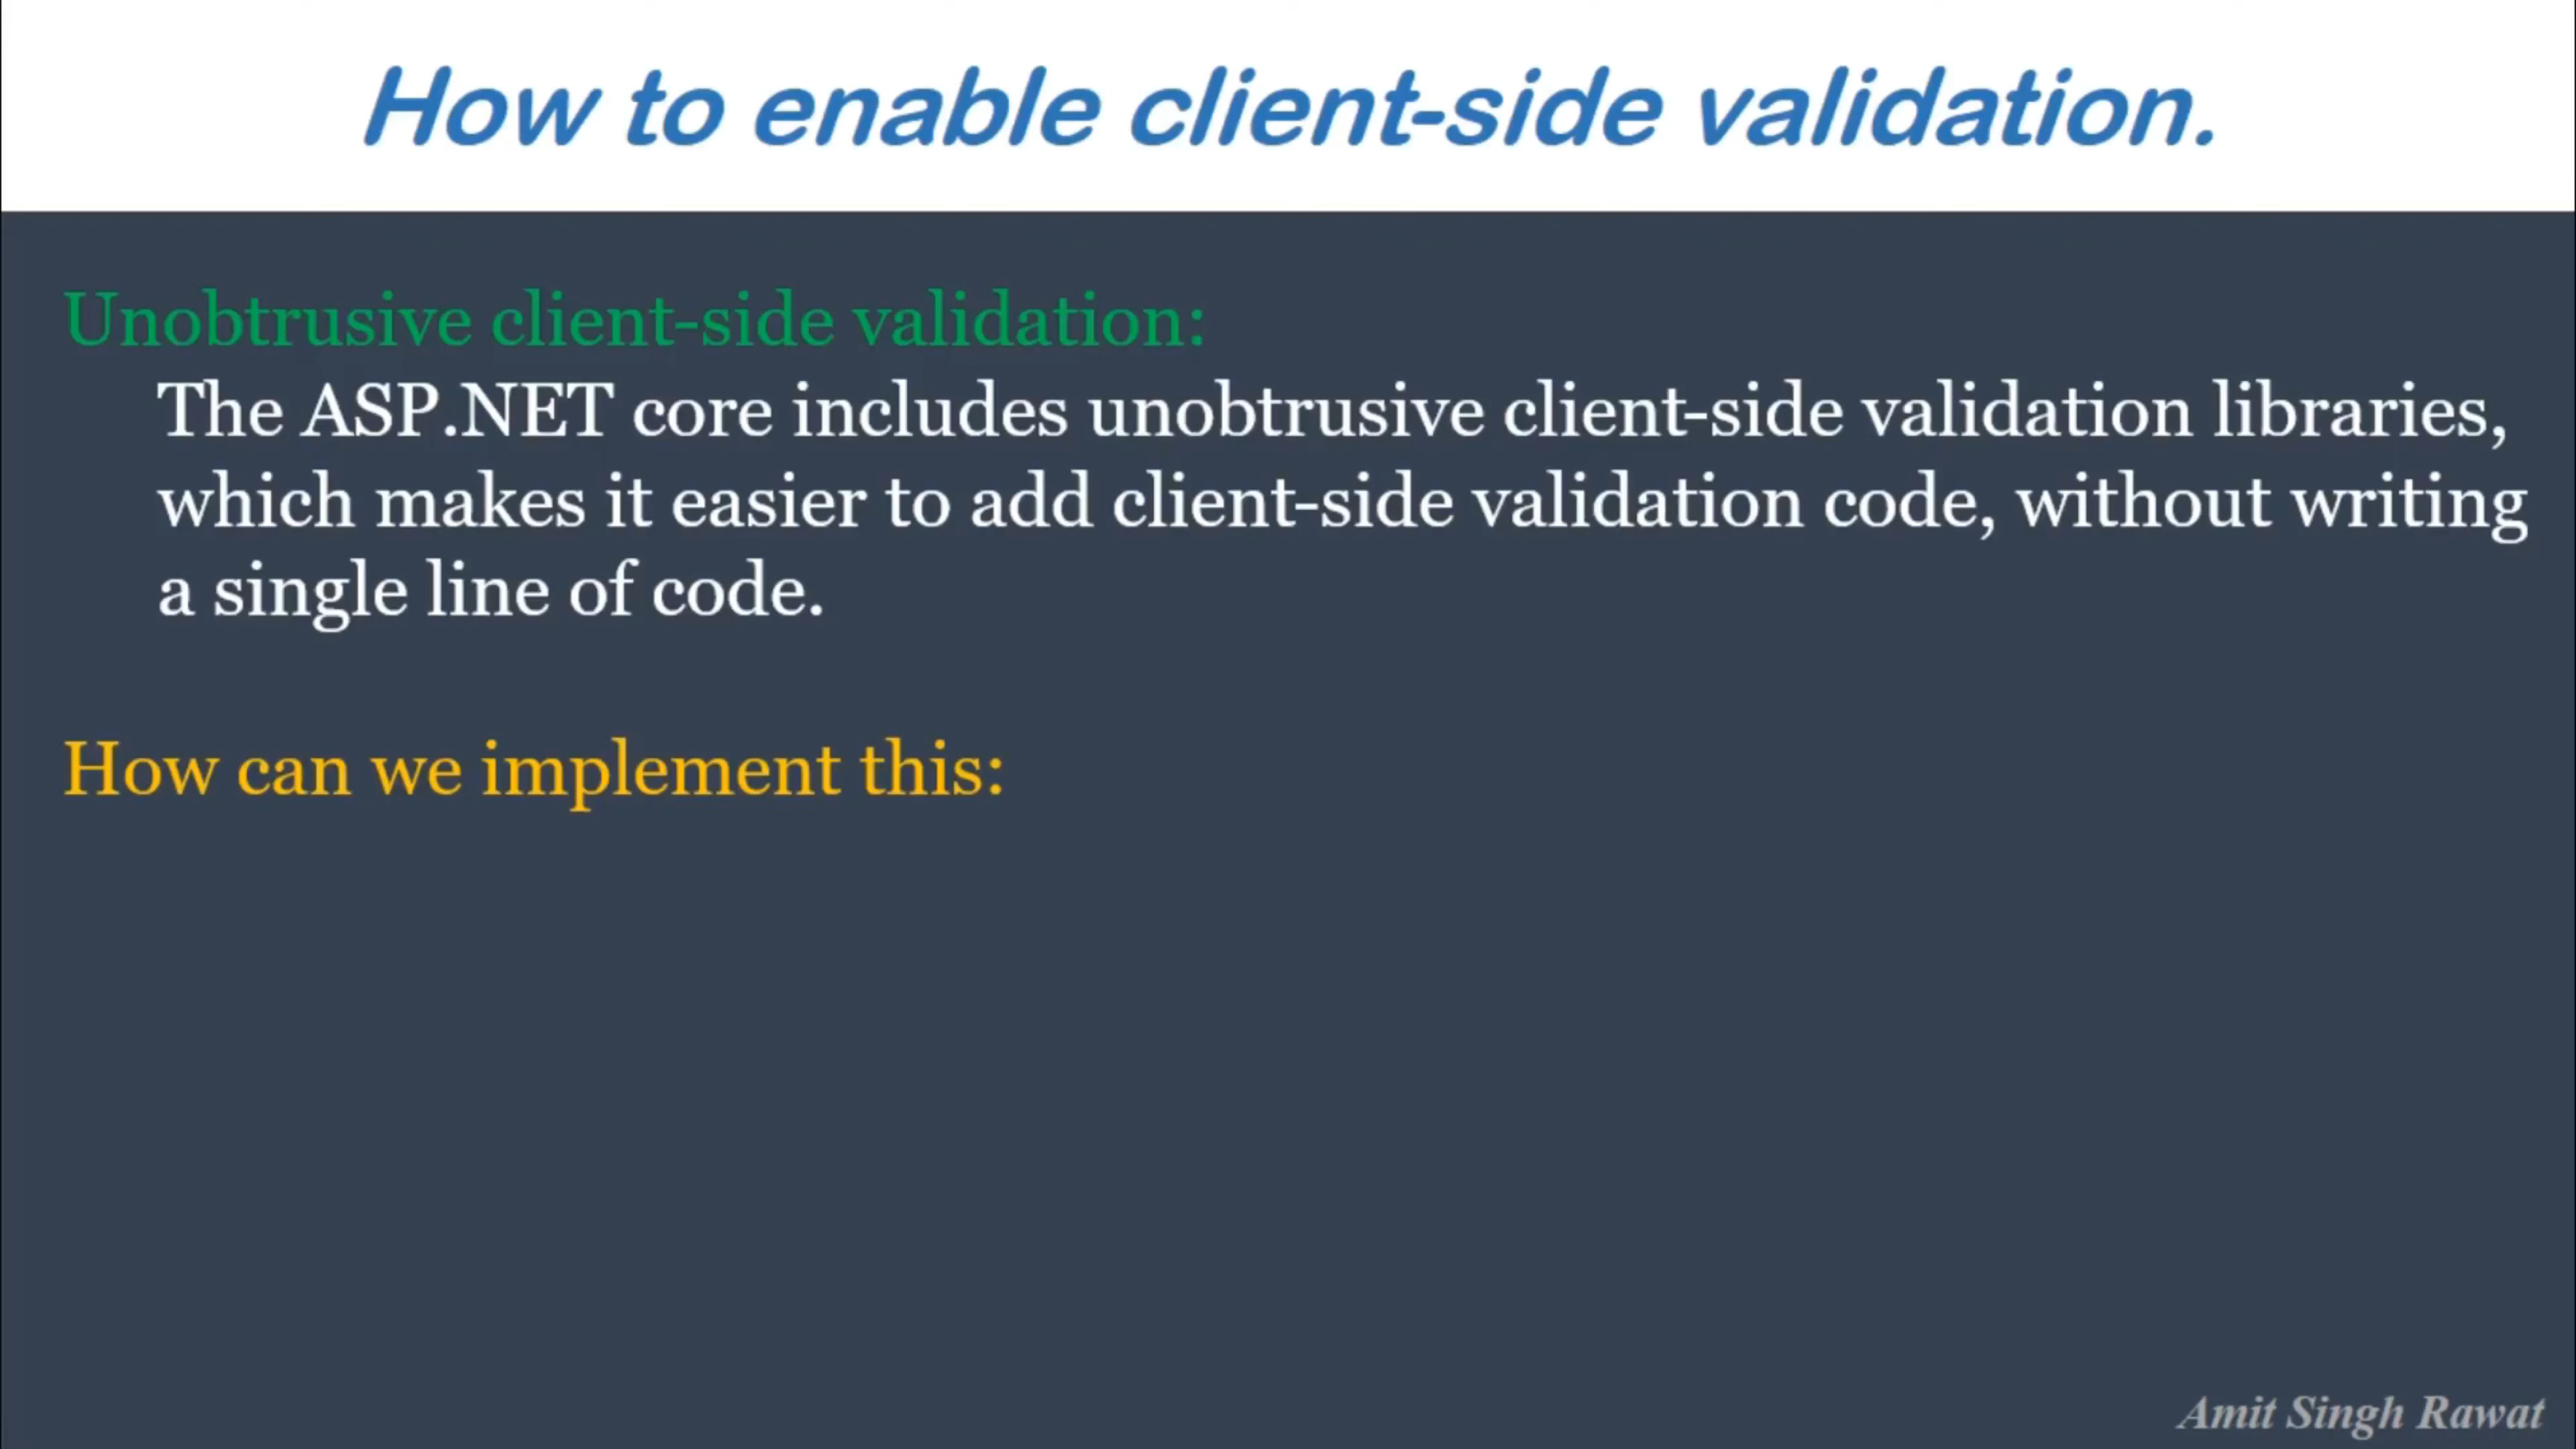 How to enable client-side validation.
Unobtrusive client-side validation:
The ASP.NET core includes unobtrusive client-side validation libraries,
which makes it easier to add client-side validation code, without writing
a single line of code.
How can we implement this:
Amit Singh Rawat